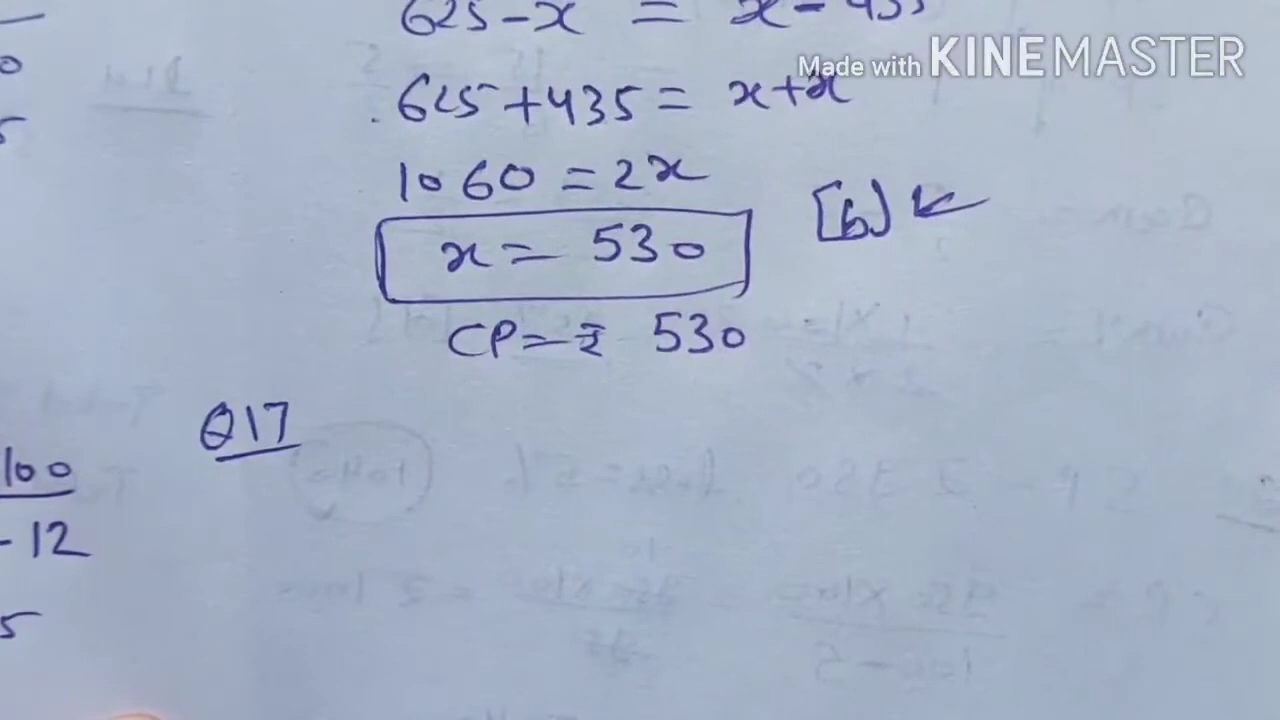 625-x = x-435
Made with KINEMASTER
625+435 = x+x
1060 = 2x
[b]
x = 530
CP = ₹ 530
Q17
100
-12
5